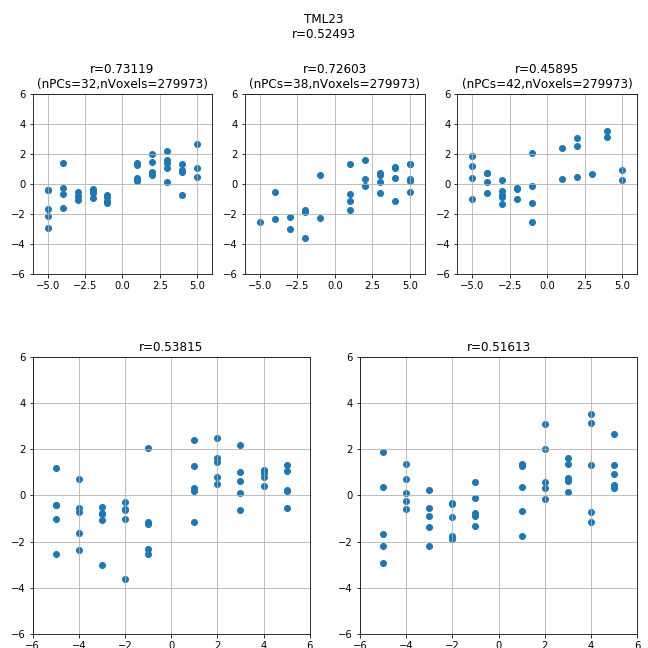 TML23
r=0.52493
r=0.73119
(nPCs=32,nVoxels=279973)
r=0.72603
(nPCs=38,nVoxels=279973)
r=0.45895
(nPCs=42,nVoxels=279973)
6
4
2
0
−2
−4
−6
−5.0 −2.5 0.0 2.5 5.0
6
4
2
0
−2
−4
−6
−5.0 −2.5 0.0 2.5 5.0
6
4
2
0
−2
−4
−6
−5.0 −2.5 0.0 2.5 5.0
r=0.53815
6
4
2
0
−2
−4
−6
−6 −4 −2 0 2 4 6
r=0.51613
6
4
2
0
−2
−4
−6
−6 −4 −2 0 2 4 6